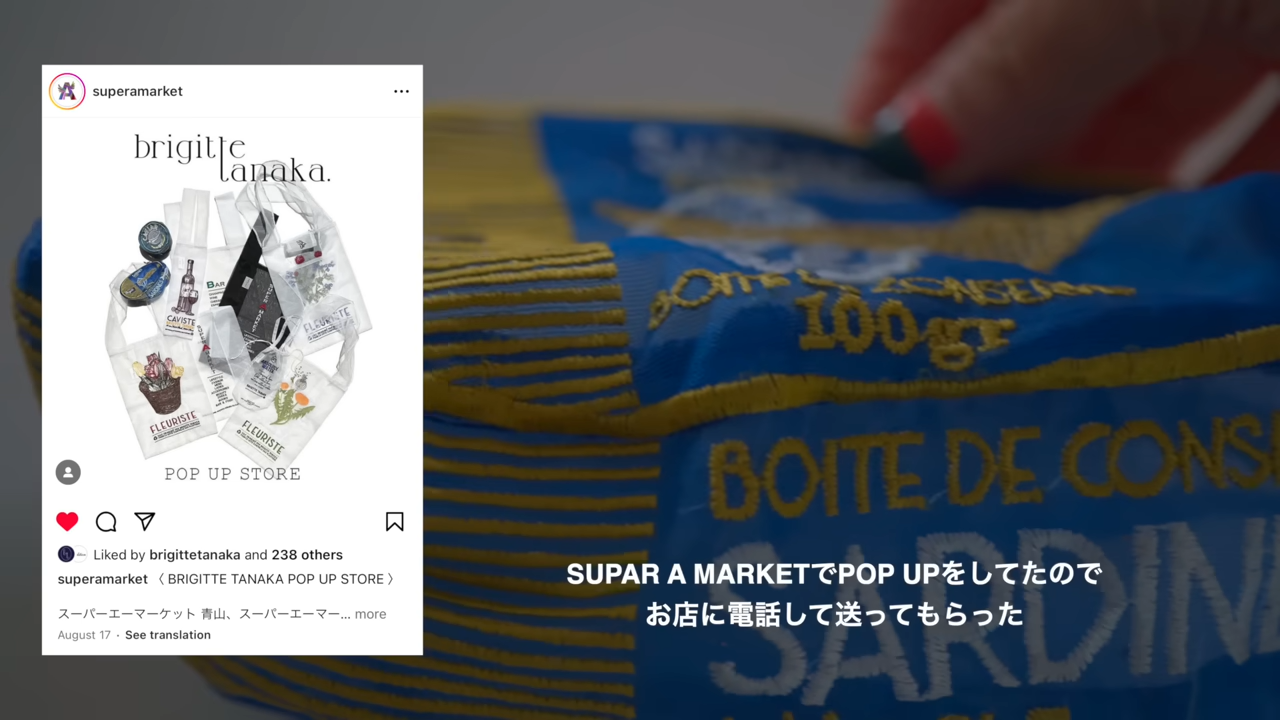 superamarket
brigitte
tanaka.
BAR
CAVISTE
FLEURISTE
FLEURISTE
FLEURISTE
POP UP STORE
Liked by brigittetanaka and 238 others
superamarket 〈 BRIGITTE TANAKA POP UP STORE 〉
スーパーエーマーケット 青山、スーパーエーマー... more
August 17 · See translation
100gr
BOITE DE CONSE
SARDIN
SUPAR A MARKETでPOP UPをしてたので
お店に電話して送ってもらった